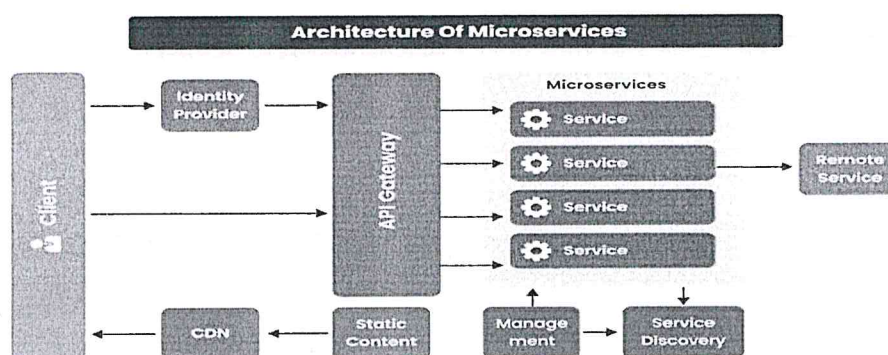 Architecture Of Microservices
Client
Identity
Provider
API Gateway
Microservices
Service
Service
Service
Service
Remote
Service
CDN
Static
Content
Manage
ment
Service
Discovery